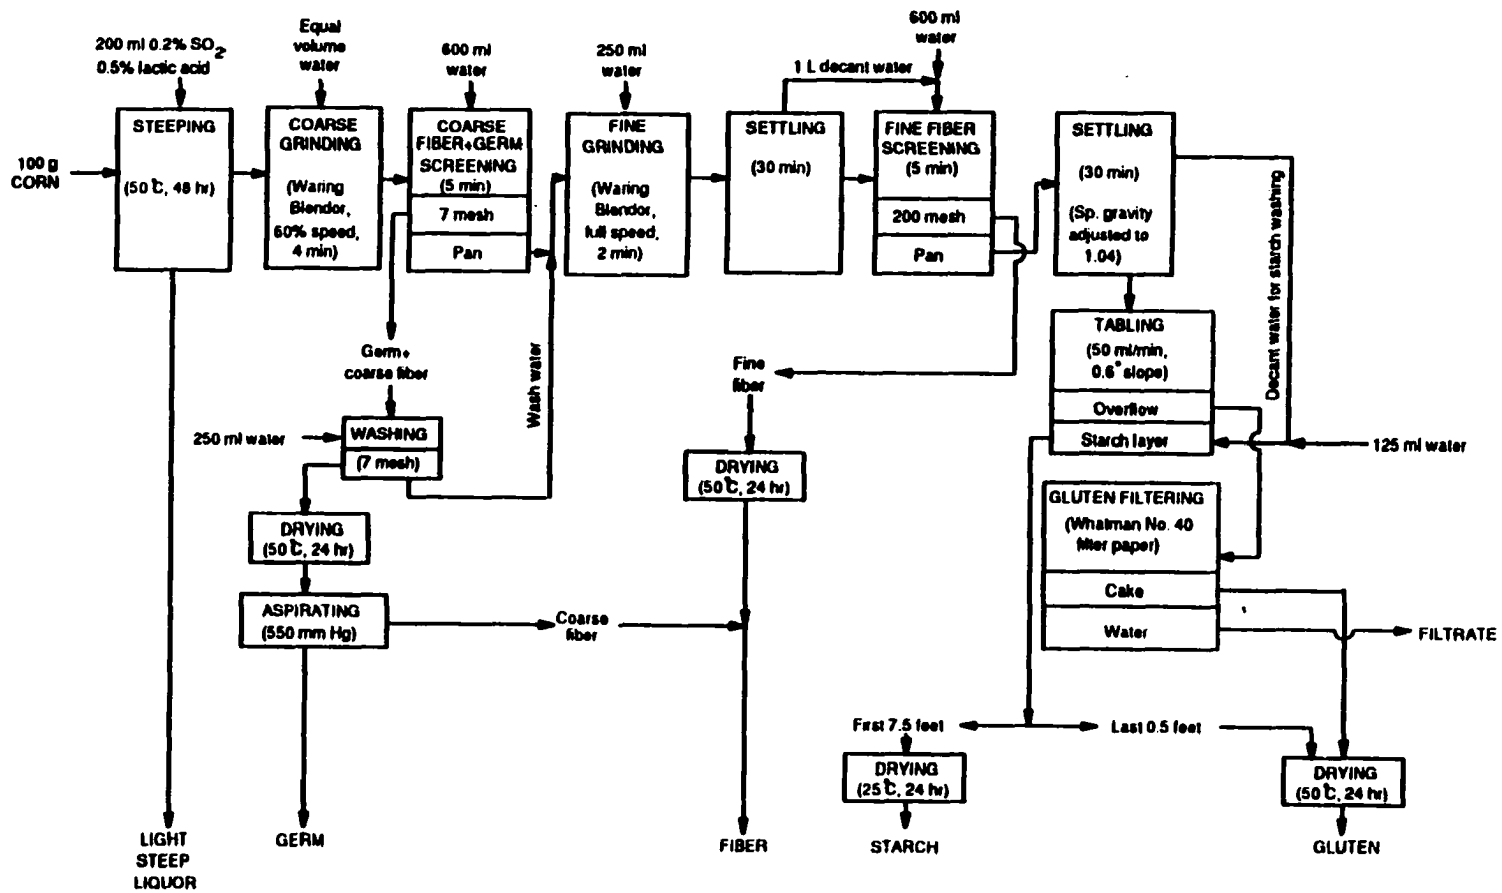 200 ml 0.2% SO2,
0.5% lactic acid
Equal
volume
water
600 ml
water
250 ml
water
1 L decant water
600 ml
water
100 g
CORN
STEEPING
(50°C, 48 hr)
COARSE
GRINDING
(Waring
Blendor,
60% speed,
4 min)
COARSE
FIBER+GERM
SCREENING
(5 min)
7 mesh
Pan
FINE
GRINDING
(Waring
Blendor,
full speed,
2 min)
SETTLING
(30 min)
FINE FIBER
SCREENING
(5 min)
200 mesh
Pan
SETTLING
(30 min)
(Sp. gravity
adjusted to
1.04)
Decant water for starch washing
TABLING
(50 ml/min,
0.6° slope)
Overflow
Starch layer
125 ml water
Germ+
coarse fiber
Wash water
250 ml water
WASHING
(7 mesh)
Fine
fiber
DRYING
(50°C, 24 hr)
DRYING
(50°C, 24 hr)
GLUTEN FILTERING
(Whatman No. 40
filter paper)
Cake
Water
FILTRATE
ASPIRATING
(550 mm Hg)
Coarse
fiber
First 7.5 feet
Last 0.5 feet
DRYING
(25°C, 24 hr)
DRYING
(50°C, 24 hr)
LIGHT
STEEP
LIQUOR
GERM
FIBER
STARCH
GLUTEN